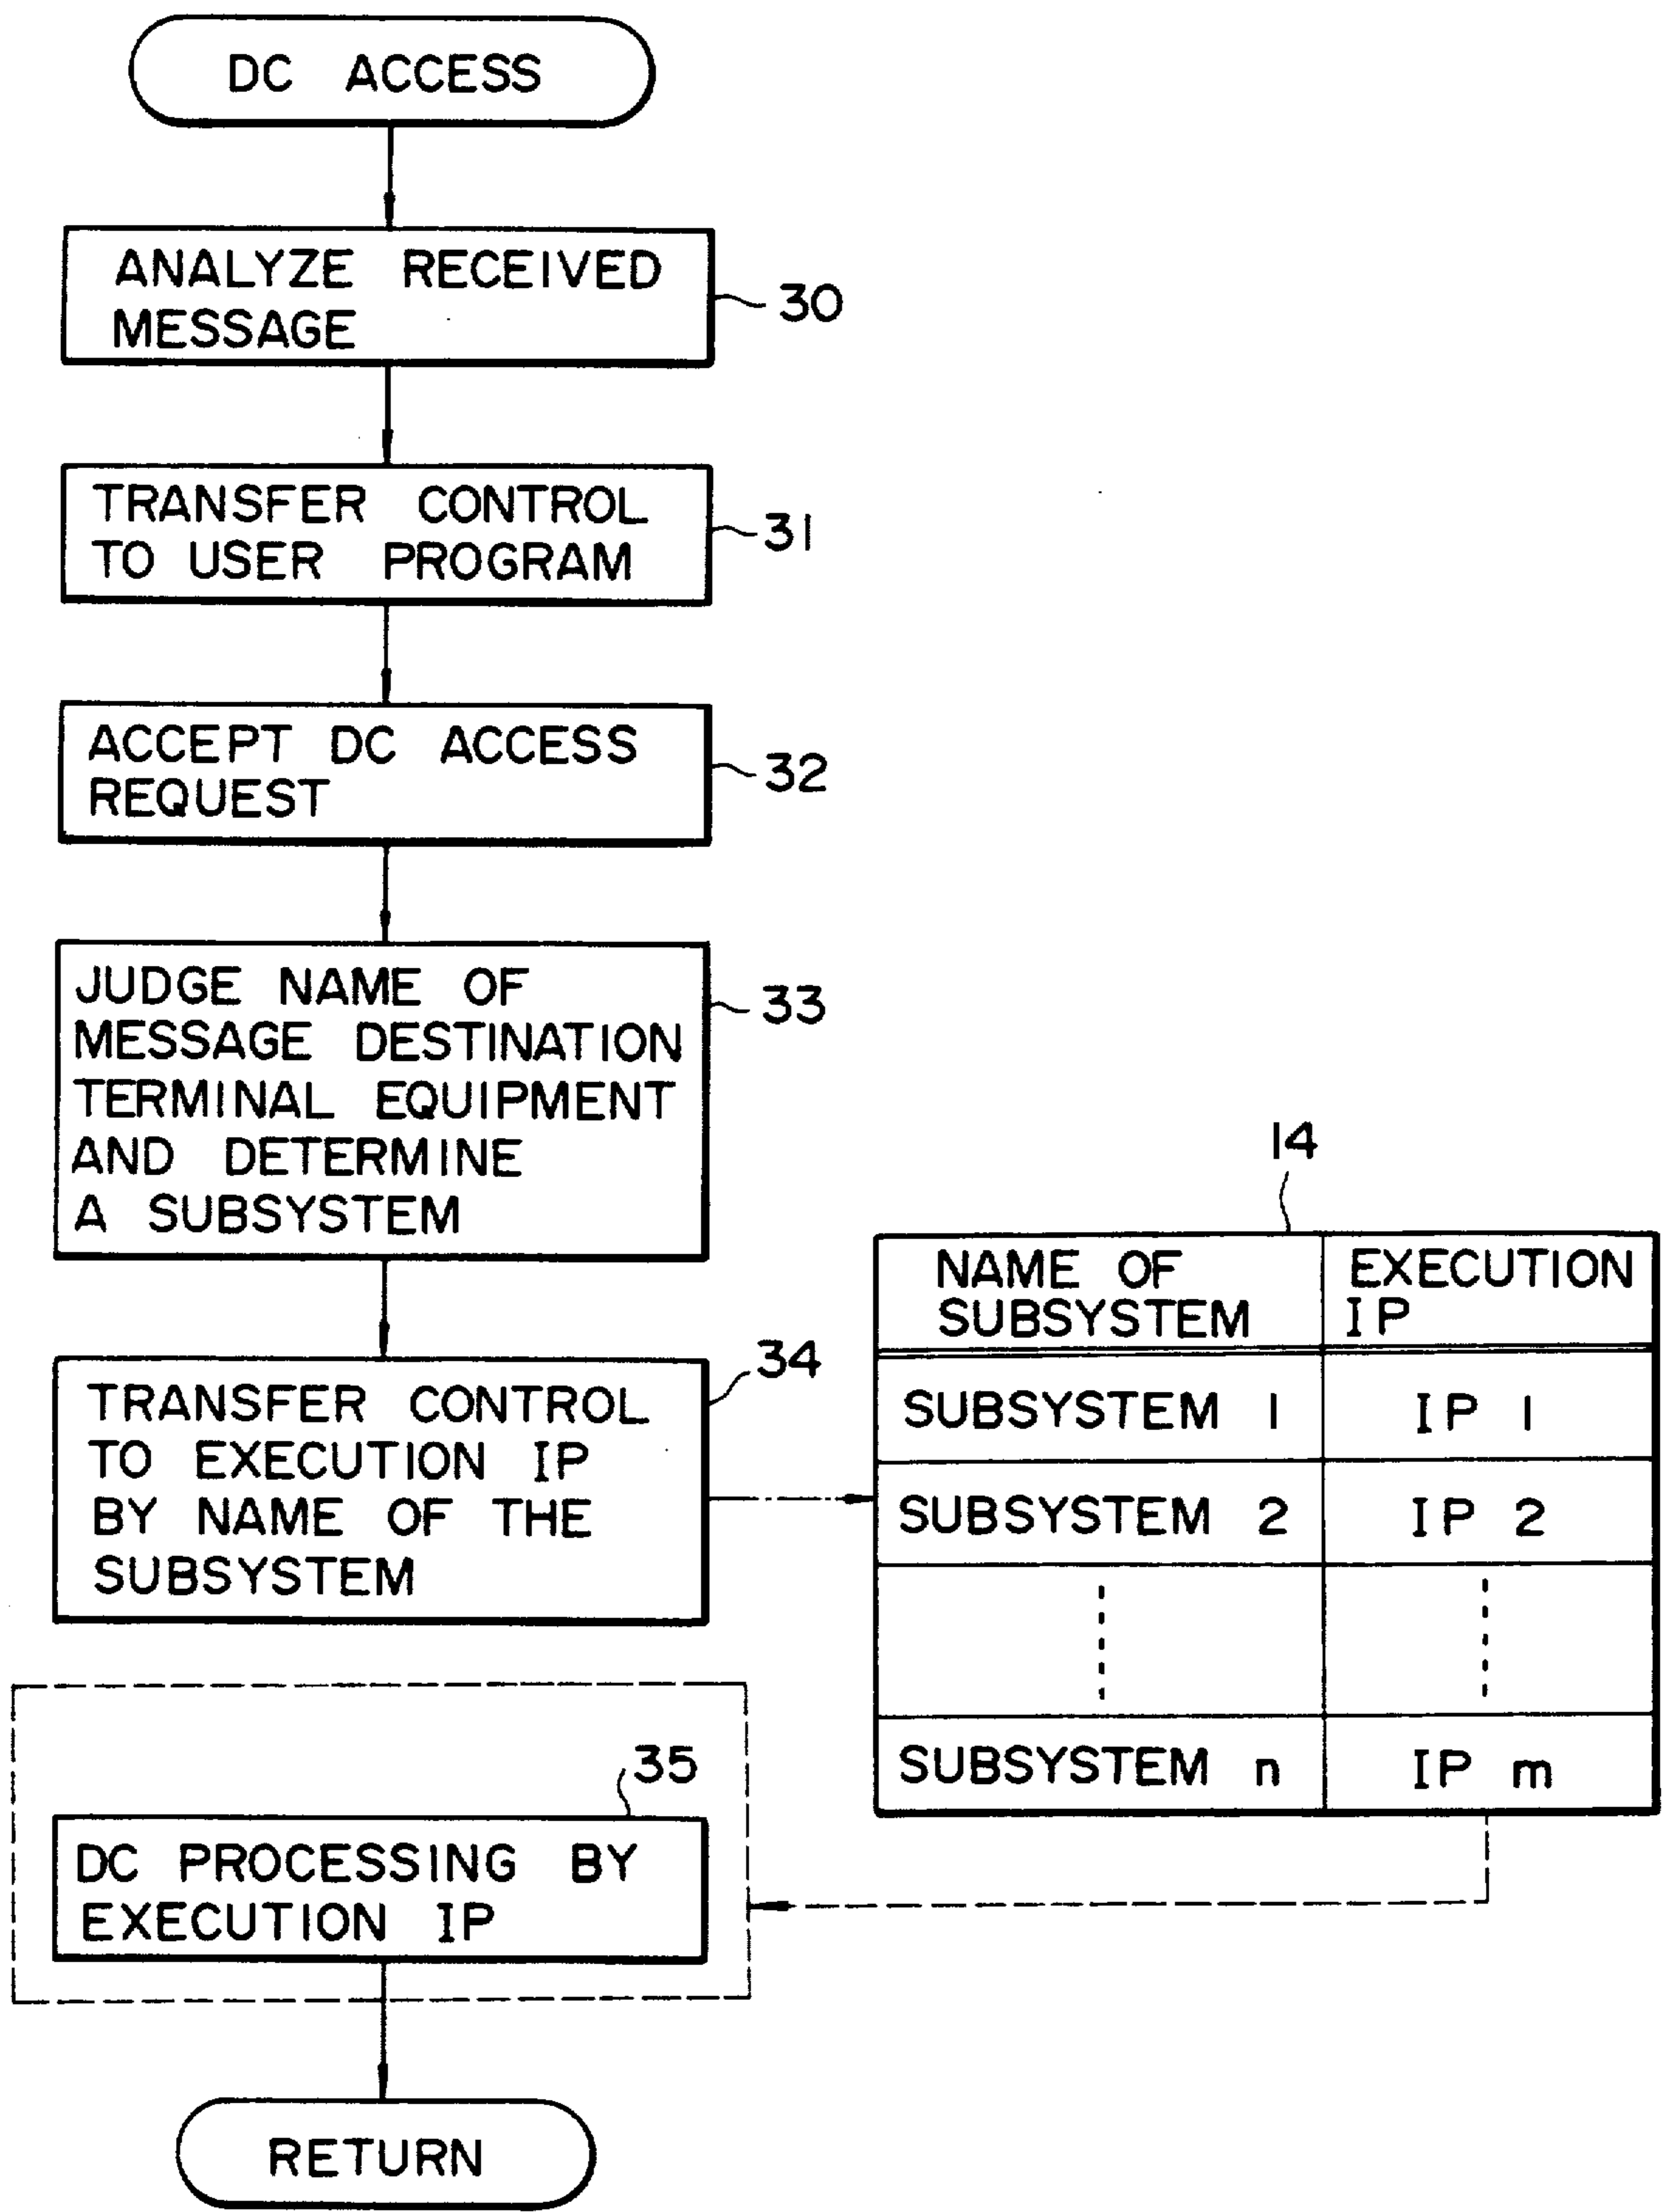 DC ACCESS
ANALYZE RECEIVED
MESSAGE
30
TRANSFER CONTROL
TO USER PROGRAM
31
ACCEPT DC ACCESS
REQUEST
32
JUDGE NAME OF
MESSAGE DESTINATION
TERMINAL EQUIPMENT
AND DETERMINE
A SUBSYSTEM
33
TRANSFER CONTROL
TO EXECUTION IP
BY NAME OF THE
SUBSYSTEM
34
14
NAME OF
SUBSYSTEM
EXECUTION
IP
SUBSYSTEM 1
IP 1
SUBSYSTEM 2
IP 2
SUBSYSTEM n
IP m
35
DC PROCESSING BY
EXECUTION IP
RETURN